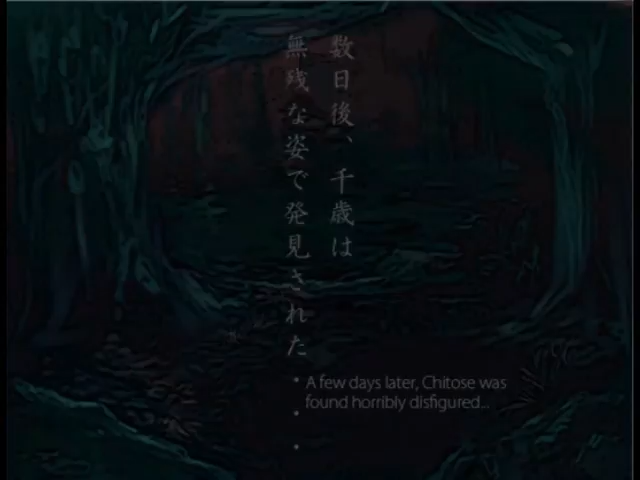 数日後、千歳は
無残な姿で発見された・・・
A few days later, Chitose was
found horribly disfigured...